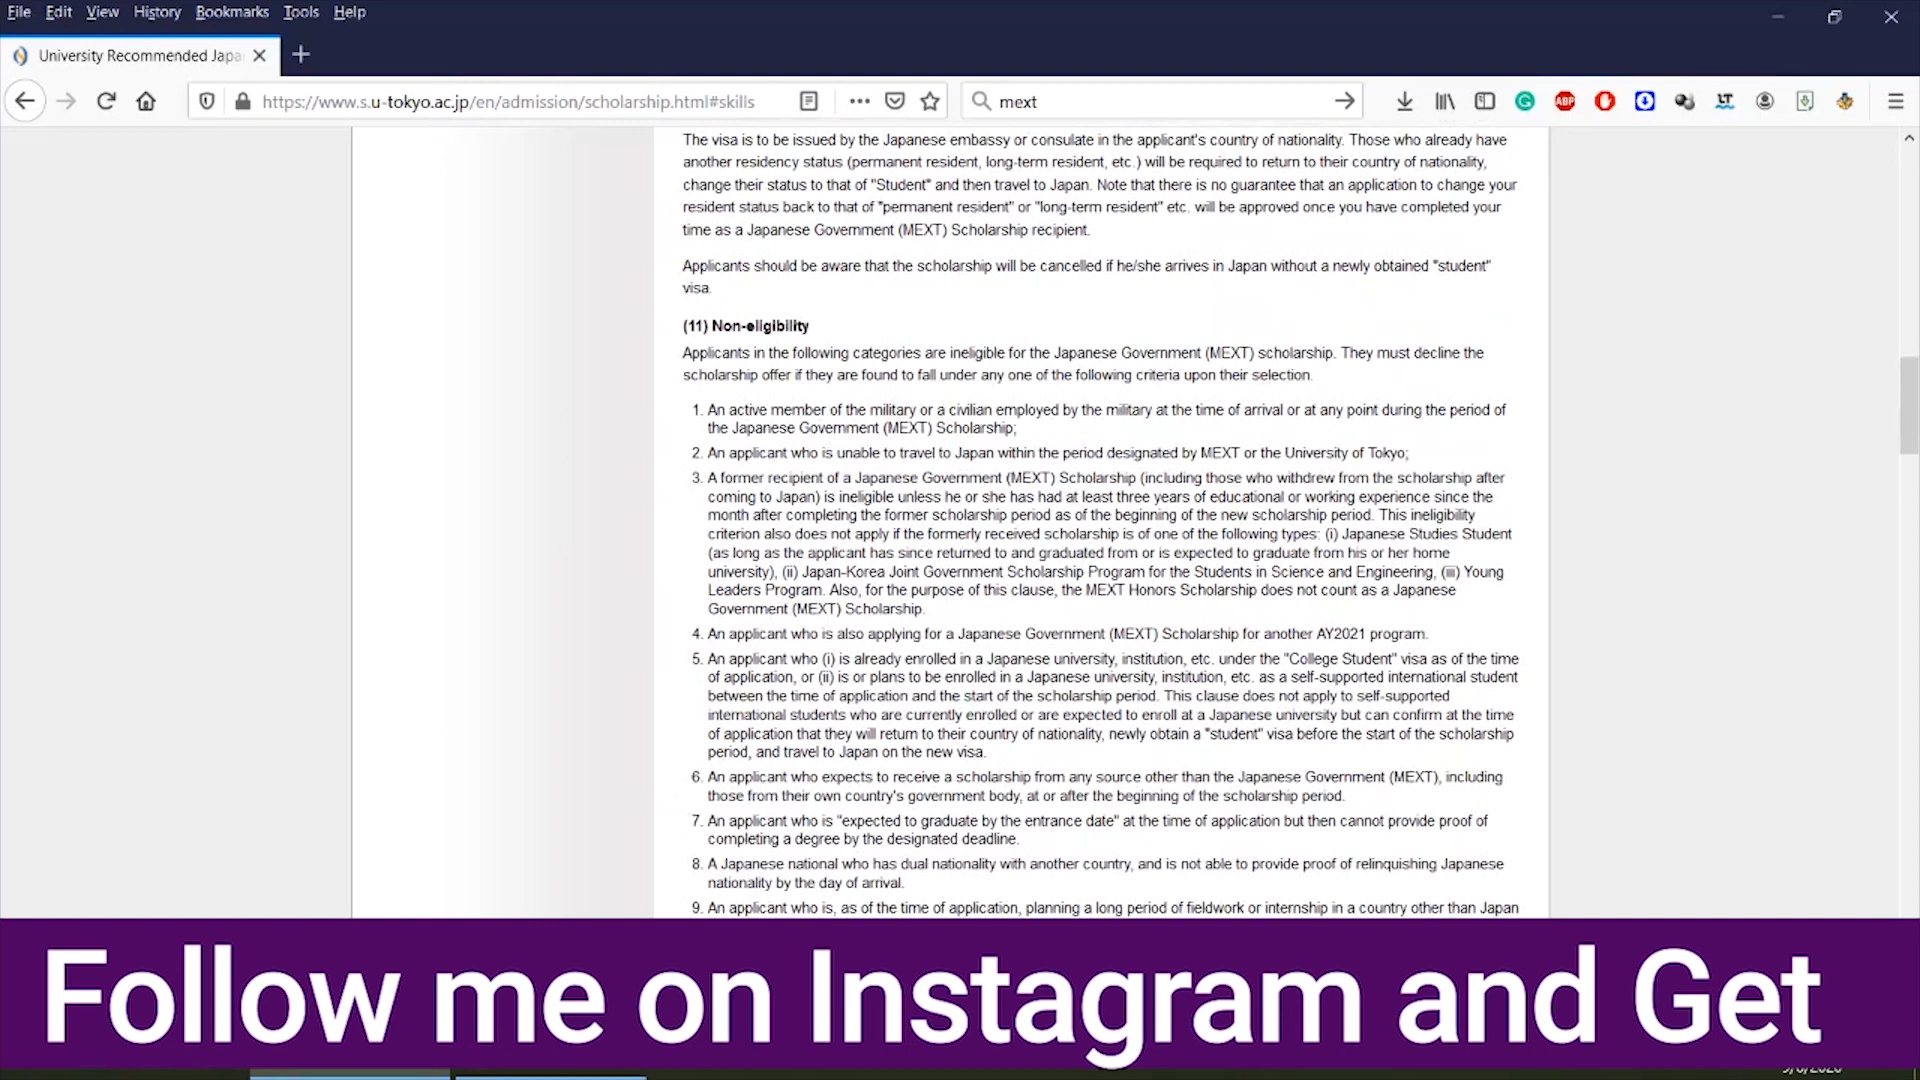 File Edit View History Bookmarks Tools Help
University Recommended Japa
https://www.s.u-tokyo.ac.jp/en/admission/scholarship.html#skills
mext
The visa is to be issued by the Japanese embassy or consulate in the applicant's country of nationality. Those who already have
another residency status (permanent resident, long-term resident, etc.) will be required to return to their country of nationality,
change their status to that of "Student" and then travel to Japan. Note that there is no guarantee that an application to change your
resident status back to that of "permanent resident" or "long-term resident" etc. will be approved once you have completed your
time as a Japanese Government (MEXT) Scholarship recipient.
Applicants should be aware that the scholarship will be cancelled if he/she arrives in Japan without a newly obtained "student"
visa.
(11) Non-eligibility
Applicants in the following categories are ineligible for the Japanese Government (MEXT) scholarship. They must decline the
scholarship offer if they are found to fall under any one of the following criteria upon their selection.
1. An active member of the military or a civilian employed by the military at the time of arrival or at any point during the period of
the Japanese Government (MEXT) Scholarship;
2. An applicant who is unable to travel to Japan within the period designated by MEXT or the University of Tokyo;
3. A former recipient of a Japanese Government (MEXT) Scholarship (including those who withdrew from the scholarship after
coming to Japan) is ineligible unless he or she has had at least three years of educational or working experience since the
month after completing the former scholarship period as of the beginning of the new scholarship period. This ineligibility
criterion also does not apply if the formerly received scholarship is of one of the following types: (i) Japanese Studies Student
(as long as the applicant has since returned to and graduated from or is expected to graduate from his or her home
university), (ii) Japan-Korea Joint Government Scholarship Program for the Students in Science and Engineering, (iii) Young
Leaders Program. Also, for the purpose of this clause, the MEXT Honors Scholarship does not count as a Japanese
Government (MEXT) Scholarship.
4. An applicant who is also applying for a Japanese Government (MEXT) Scholarship for another AY2021 program.
5. An applicant who (i) is already enrolled in a Japanese university, institution, etc. under the "College Student" visa as of the time
of application, or (ii) is or plans to be enrolled in a Japanese university, institution, etc. as a self-supported international student
between the time of application and the start of the scholarship period. This clause does not apply to self-supported
international students who are currently enrolled or are expected to enroll at a Japanese university but can confirm at the time
of application that they will return to their country of nationality, newly obtain a "student" visa before the start of the scholarship
period, and travel to Japan on the new visa.
6. An applicant who expects to receive a scholarship from any source other than the Japanese Government (MEXT), including
those from their own country's government body, at or after the beginning of the scholarship period.
7. An applicant who is "expected to graduate by the entrance date" at the time of application but then cannot provide proof of
completing a degree by the designated deadline.
8. A Japanese national who has dual nationality with another country, and is not able to provide proof of relinquishing Japanese
nationality by the day of arrival.
9. An applicant who is, as of the time of application, planning a long period of fieldwork or internship in a country other than Japan
Follow me on Instagram and Get